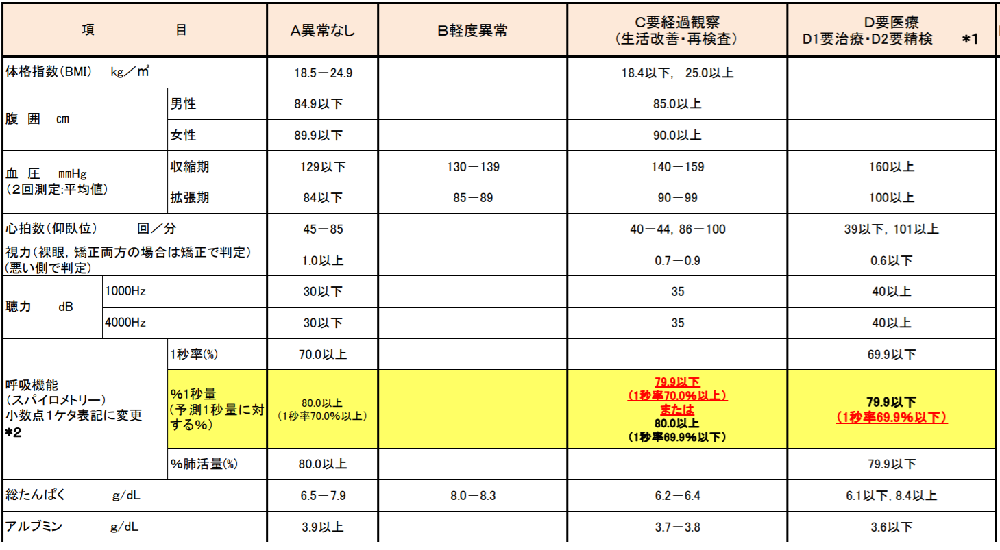 項 目 A異常なし B軽度異常 C要経過観察 D要医療
(生活改善・再検査) D1要治療・D2要精検 *1
体格指数(BMI) kg/㎡ 18.5－24.9 18.4以下, 25.0以上
腹 囲 cm 男性 84.9以下 85.0以上
女性 89.9以下 90.0以上
血 圧 mmHg
(2回測定:平均値) 収縮期 129以下 130－139 140－159 160以上
拡張期 84以下 85－89 90－99 100以上
心拍数(仰臥位) 回/分 45－85 40－44, 86－100 39以下, 101以上
視力(裸眼, 矯正両方の場合は矯正で判定)
(悪い側で判定) 1.0以上 0.7－0.9 0.6以下
聴力 dB 1000Hz 30以下 35 40以上
4000Hz 30以下 35 40以上
呼吸機能
(スパイロメトリー)
小数点1ケタ表記に変更
*2
1秒率(%) 70.0以上 69.9以下
%1秒量
(予測1秒量に対
する%)
80.0以上
(1秒率70.0%以上)
79.9以下
(1秒率70.0%以上)
または
80.0以上
(1秒率69.9%以下)
79.9以下
(1秒率69.9%以下)
%肺活量(%) 80.0以上 79.9以下
総たんぱく g/dL 6.5－7.9 8.0－8.3 6.2－6.4 6.1以下, 8.4以上
アルブミン g/dL 3.9以上 3.7－3.8 3.6以下